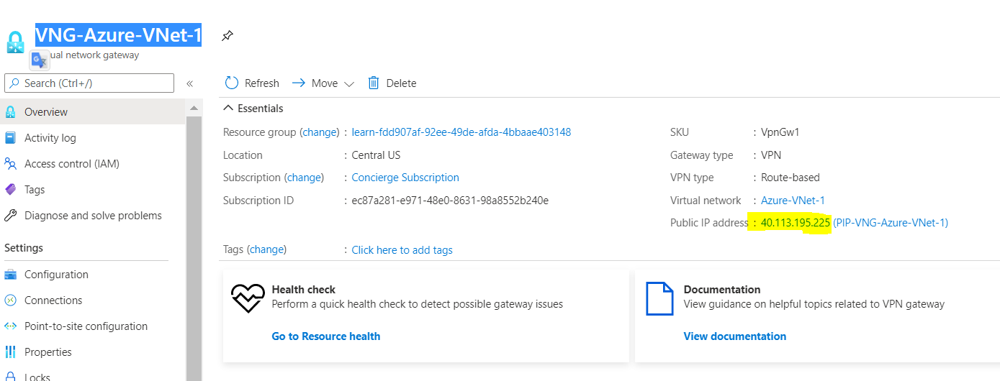 VNG-Azure-VNet-1
ual network gateway
Search (Ctrl+/)
«
Refresh
Move
Delete
Overview
Activity log
Access control (IAM)
Tags
Diagnose and solve problems
Settings
Configuration
Connections
Point-to-site configuration
Properties
Locks
Essentials
Resource group (change) : learn-fdd907af-92ee-49de-afda-4bbaae403148
Location : Central US
Subscription (change) : Concierge Subscription
Subscription ID : ec87a281-e971-48e0-8631-98a8552b240e
SKU : VpnGw1
Gateway type : VPN
VPN type : Route-based
Virtual network : Azure-VNet-1
Public IP address : 40.113.195.225 (PIP-VNG-Azure-VNet-1)
Tags (change) : Click here to add tags
Health check
Perform a quick health check to detect possible gateway issues
Go to Resource health
Documentation
View guidance on helpful topics related to VPN gateway
View documentation